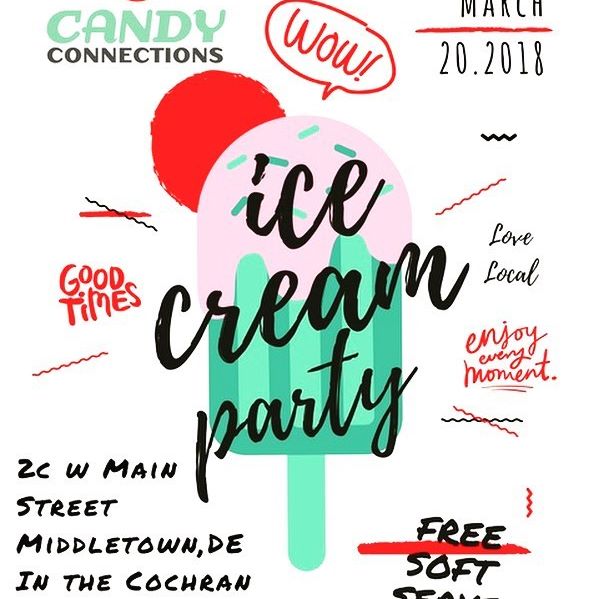 CANDY
CONNECTIONS
WOW!
MARCH
20.2018
ice
cream
party
Love
Local
GOOD
TIMES
enjoy
every
moment.
2c w Main
Street
Middletown,DE
In the Cochran
FREE
SOFT